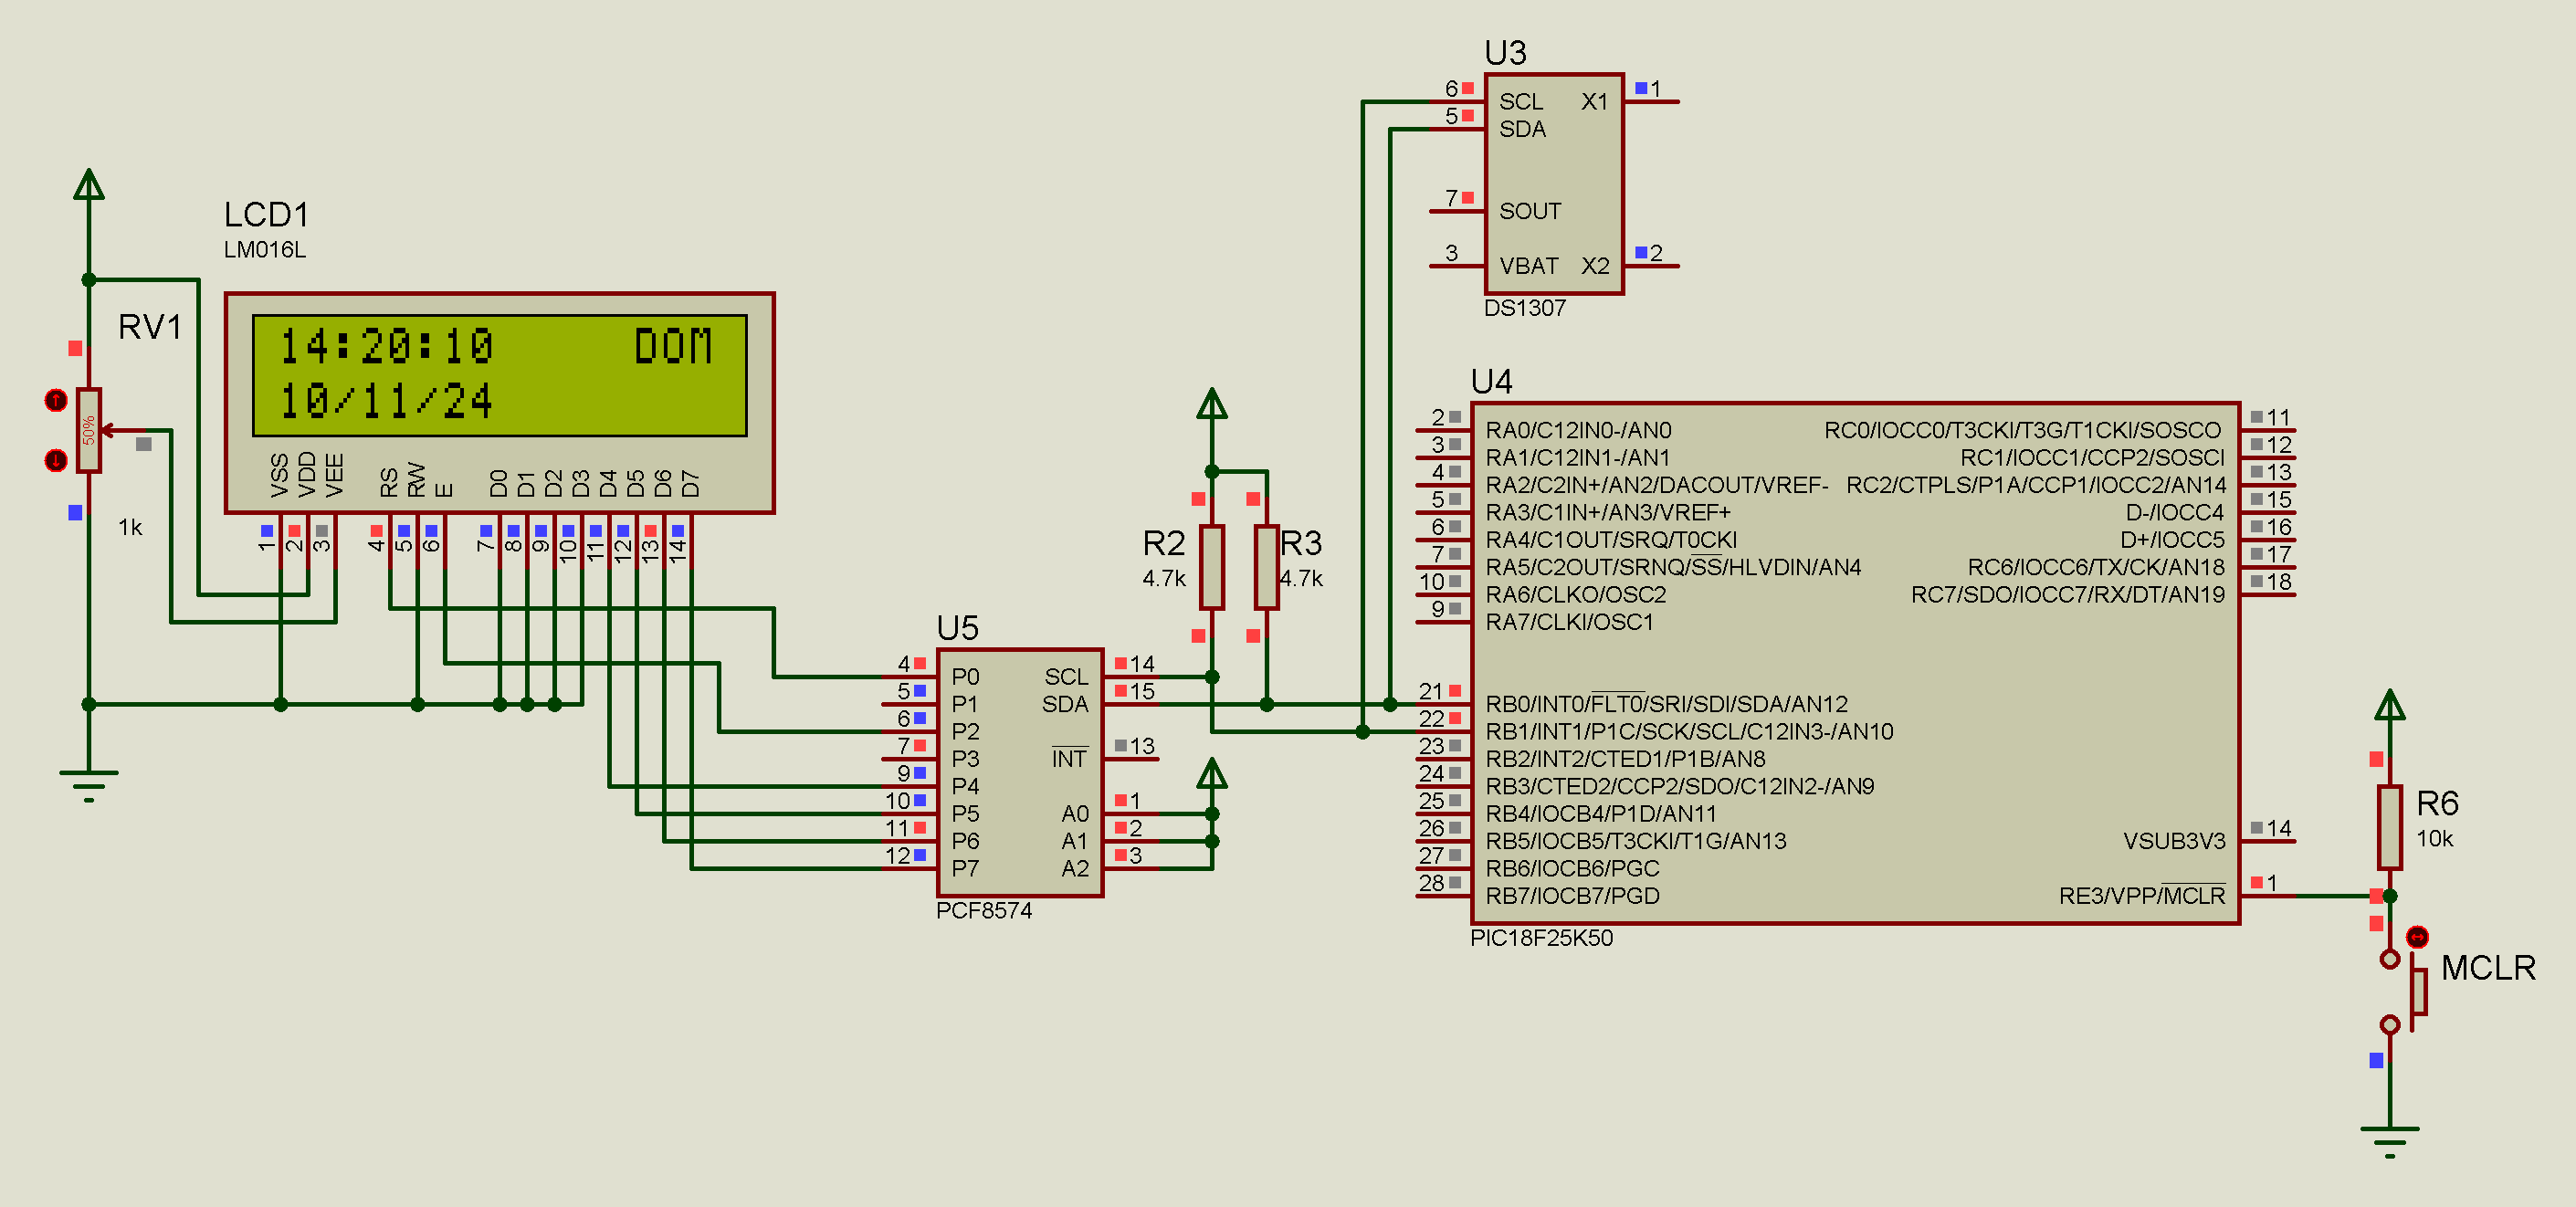 U3
6
SCL
X1
1
5
SDA
7
SOUT
3
VBAT
X2
2
DS1307
LCD1
LM016L
RV1
50%
1k
14:20:10 DOM
10/11/24
VSS
VDD
VEE
RS
RW
E
D0
D1
D2
D3
D4
D5
D6
D7
1
2
3
4
5
6
7
8
9
10
11
12
13
14
R2
4.7k
R3
4.7k
U5
4
P0
SCL
14
5
P1
SDA
15
6
P2
7
P3
INT
13
9
P4
10
P5
A0
1
11
P6
A1
2
12
P7
A2
3
PCF8574
U4
2
RA0/C12IN0-/AN0
RC0/IOCC0/T3CKI/T3G/T1CKI/SOSCO
11
3
RA1/C12IN1-/AN1
RC1/IOCC1/CCP2/SOSCI
12
4
RA2/C2IN+/AN2/DACOUT/VREF-
RC2/CTPLS/P1A/CCP1/IOCC2/AN14
13
5
RA3/C1IN+/AN3/VREF+
D-/IOCC4
15
6
RA4/C1OUT/SRQ/T0CKI
D+/IOCC5
16
7
RA5/C2OUT/SRNQ/SS/HLVDIN/AN4
RC6/IOCC6/TX/CK/AN18
17
10
RA6/CLKO/OSC2
RC7/SDO/IOCC7/RX/DT/AN19
18
9
RA7/CLKI/OSC1
21
RB0/INT0/FLT0/SRI/SDI/SDA/AN12
22
RB1/INT1/P1C/SCK/SCL/C12IN3-/AN10
23
RB2/INT2/CTED1/P1B/AN8
24
RB3/CTED2/CCP2/SDO/C12IN2-/AN9
25
RB4/IOCB4/P1D/AN11
26
RB5/IOCB5/T3CKI/T1G/AN13
VSUB3V3
14
27
RB6/IOCB6/PGC
28
RB7/IOCB7/PGD
RE3/VPP/MCLR
1
PIC18F25K50
R6
10k
MCLR